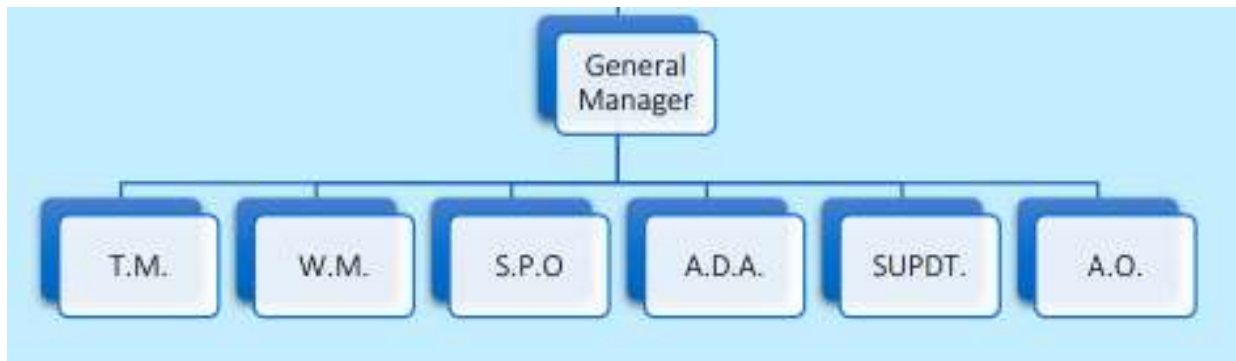 General
Manager
T.M.
W.M.
S.P.O
A.D.A.
SUPDT.
A.O.